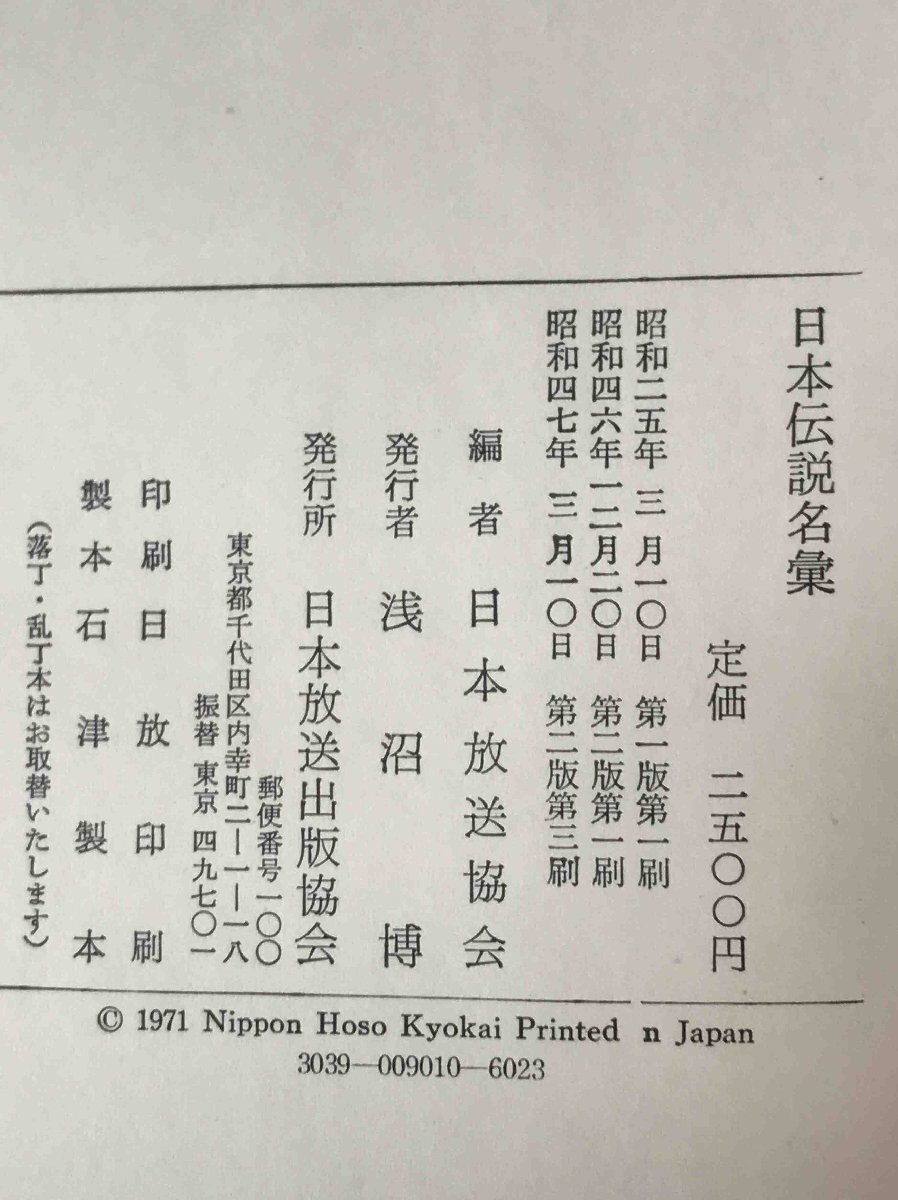 日本伝説名彙
定価 二五〇〇円
昭和二五年 三 月一〇日 第一版第一刷
昭和四六年 一二月二〇日 第二版第一刷
昭和四七年 三 月一〇日 第二版第三刷
編者 日本放送協会
発行者 浅沼博
発行所 日本放送出版協会
郵便番号一〇〇
東京都千代田区内幸町二―一―一八
振替 東京 四九七〇一
印刷 日放印刷
製本 石津製本
（落丁・乱丁本はお取替いたします）
© 1971 Nippon Hoso Kyokai Printed n Japan
3039—009010—6023